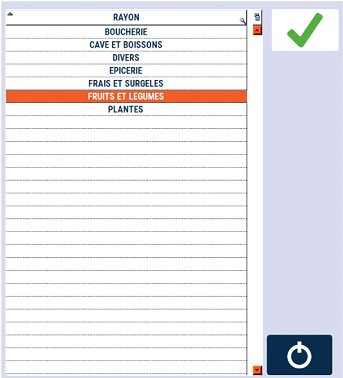 RAYON
BOUCHERIE
CAVE ET BOISSONS
DIVERS
EPICERIE
FRAIS ET SURGELES
FRUITS ET LEGUMES
PLANTES